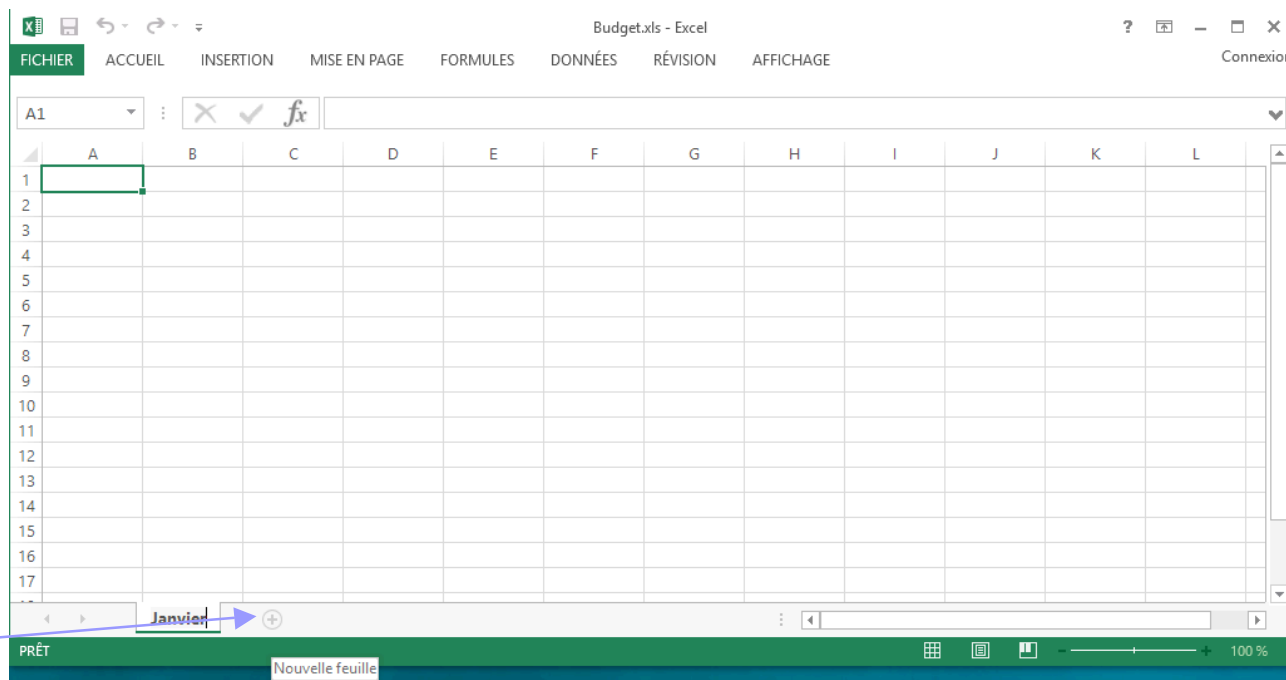 Budget.xls - Excel ?
FICHIER ACCUEIL INSERTION MISE EN PAGE FORMULES DONNÉES RÉVISION AFFICHAGE Connexion
A1 fx
A B C D E F G H I J K L
1
2
3
4
5
6
7
8
9
10
11
12
13
14
15
16
17
Janvier
PRÊT 100 %
Nouvelle feuille